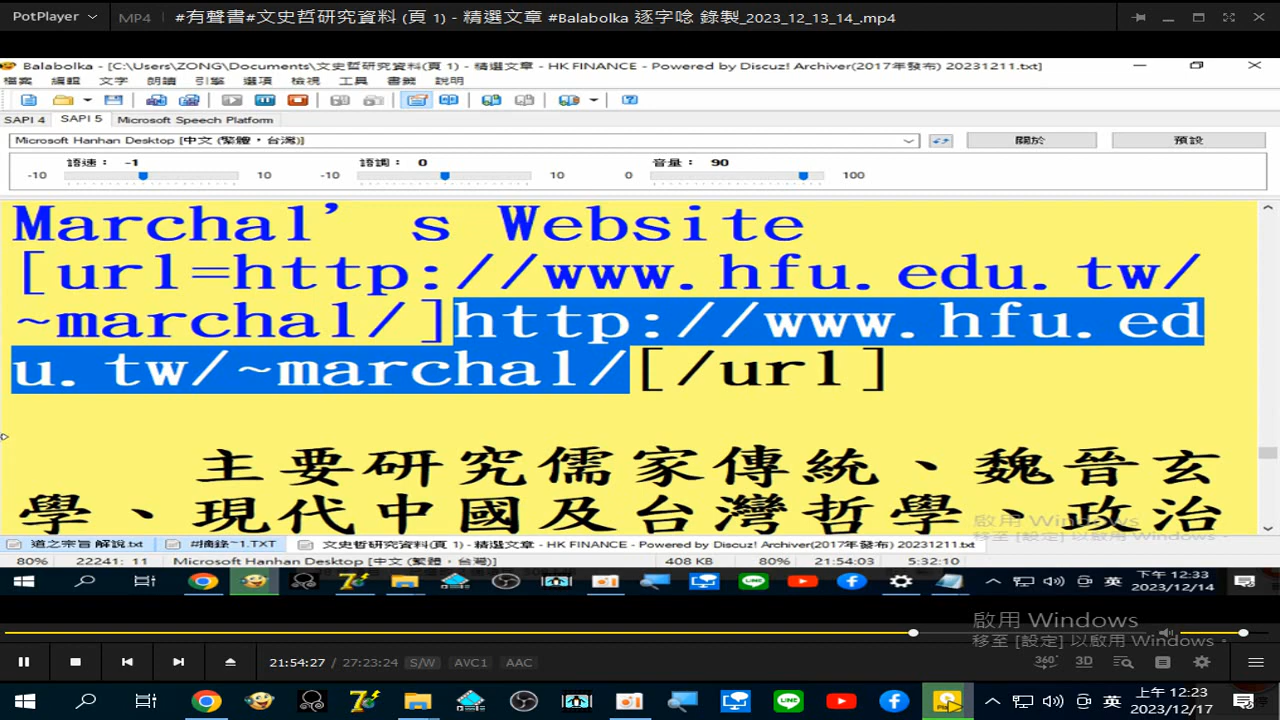 PotPlayer MP4 #有聲書#文史哲研究資料 (頁 1) - 精選文章 #Balabolka 逐字唸 錄製_2023_12_13_14_.mp4
Balabolka - [C:\Users\ZONG\Documents\文史哲研究資料(頁 1) - 精選文章 - HK FINANCE - Powered by Discuz! Archiver(2017年發布) 20231211.txt]
檔案 編輯 文字 朗讀 引擎 選項 檢視 工具 書籤 說明
SAPI 4 SAPI 5 Microsoft Speech Platform
Microsoft Hanhan Desktop [中文 (繁體，台灣)] 關於 預設
語速： -1 語調： 0 音量： 90
-10 10 -10 10 0 100
Marchal’s Website
[url=http://www.hfu.edu.tw/
~marchal/]http://www.hfu.ed
u.tw/~marchal/[/url]
主要研究儒家傳統、魏晉玄
學、現代中國及台灣哲學、政治
啟用 Windows
移至 [設定] 以啟用 Windows。
道之宗旨 解說.txt #摘錄~1.TXT 文史哲研究資料(頁 1) - 精選文章 - HK FINANCE - Powered by Discuz! Archiver(2017年發布) 20231211.txt
80% 22241: 11 Microsoft Hanhan Desktop [中文 (繁體，台灣)] 408 KB 80% 21:54:03 5:32:10
英 下午 12:33
2023/12/14
啟用 Windows
移至 [設定] 以啟用 Windows。
21:54:27 / 27:23:24 S/W AVC1 AAC 360° 3D
英 上午 12:23
2023/12/17